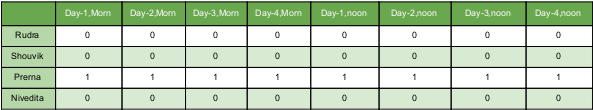 Day-1,Morn Day-2,Morn Day-3,Morn Day-4,Morn Day-1,noon Day-2,noon Day-3,noon Day-4,noon
Rudra 0 0 0 0 0 0 0 0
Shouvik 0 0 0 0 0 0 0 0
Prerna 1 1 1 1 1 1 1 1
Nivedita 0 0 0 0 0 0 0 0